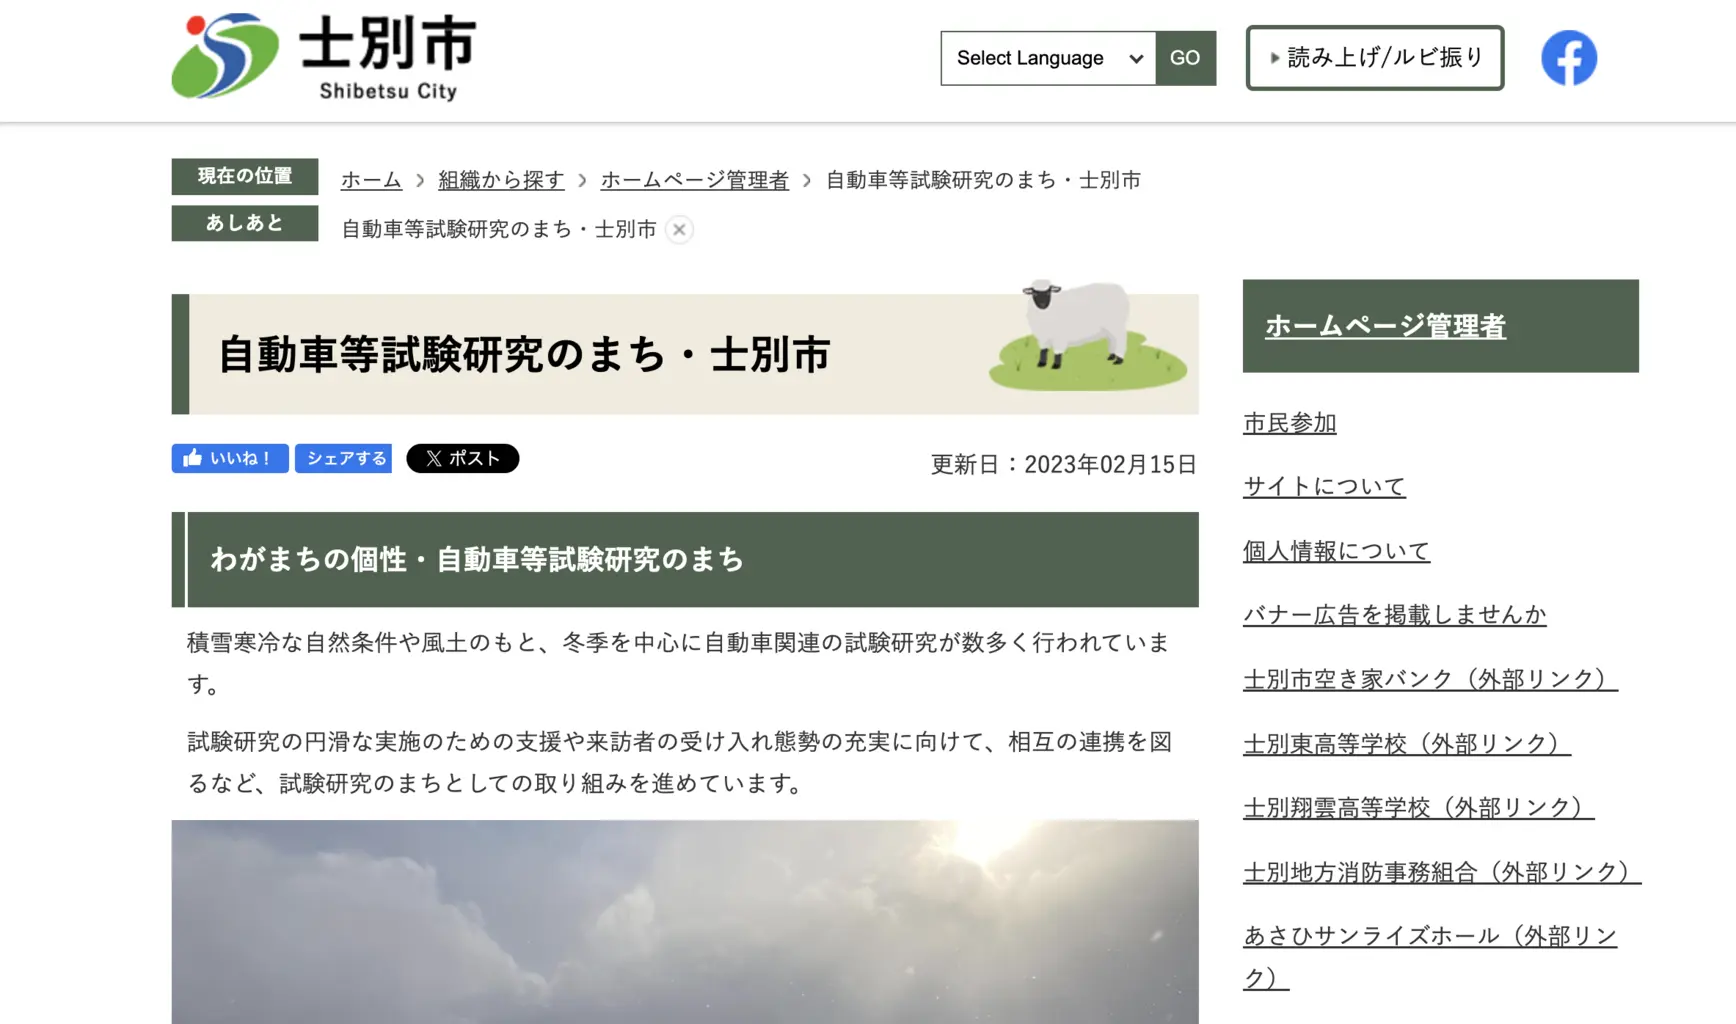 士別市
Shibetsu City
Select Language
GO
読み上げ/ルビ振り
現在の位置
ホーム
組織から探す
ホームページ管理者
自動車等試験研究のまち・士別市
あしあと
自動車等試験研究のまち・士別市
自動車等試験研究のまち・士別市
いいね！
シェアする
ポスト
更新日：2023年02月15日
わがまちの個性・自動車等試験研究のまち
積雪寒冷な自然条件や風土のもと、冬季を中心に自動車関連の試験研究が数多く行われていま
す。
試験研究の円滑な実施のための支援や来訪者の受け入れ態勢の充実に向けて、相互の連携を図
るなど、試験研究のまちとしての取り組みを進めています。
ホームページ管理者
市民参加
サイトについて
個人情報について
バナー広告を掲載しませんか
士別市空き家バンク（外部リンク）
士別東高等学校（外部リンク）
士別翔雲高等学校（外部リンク）
士別地方消防事務組合（外部リンク）
あさひサンライズホール（外部リン
ク）